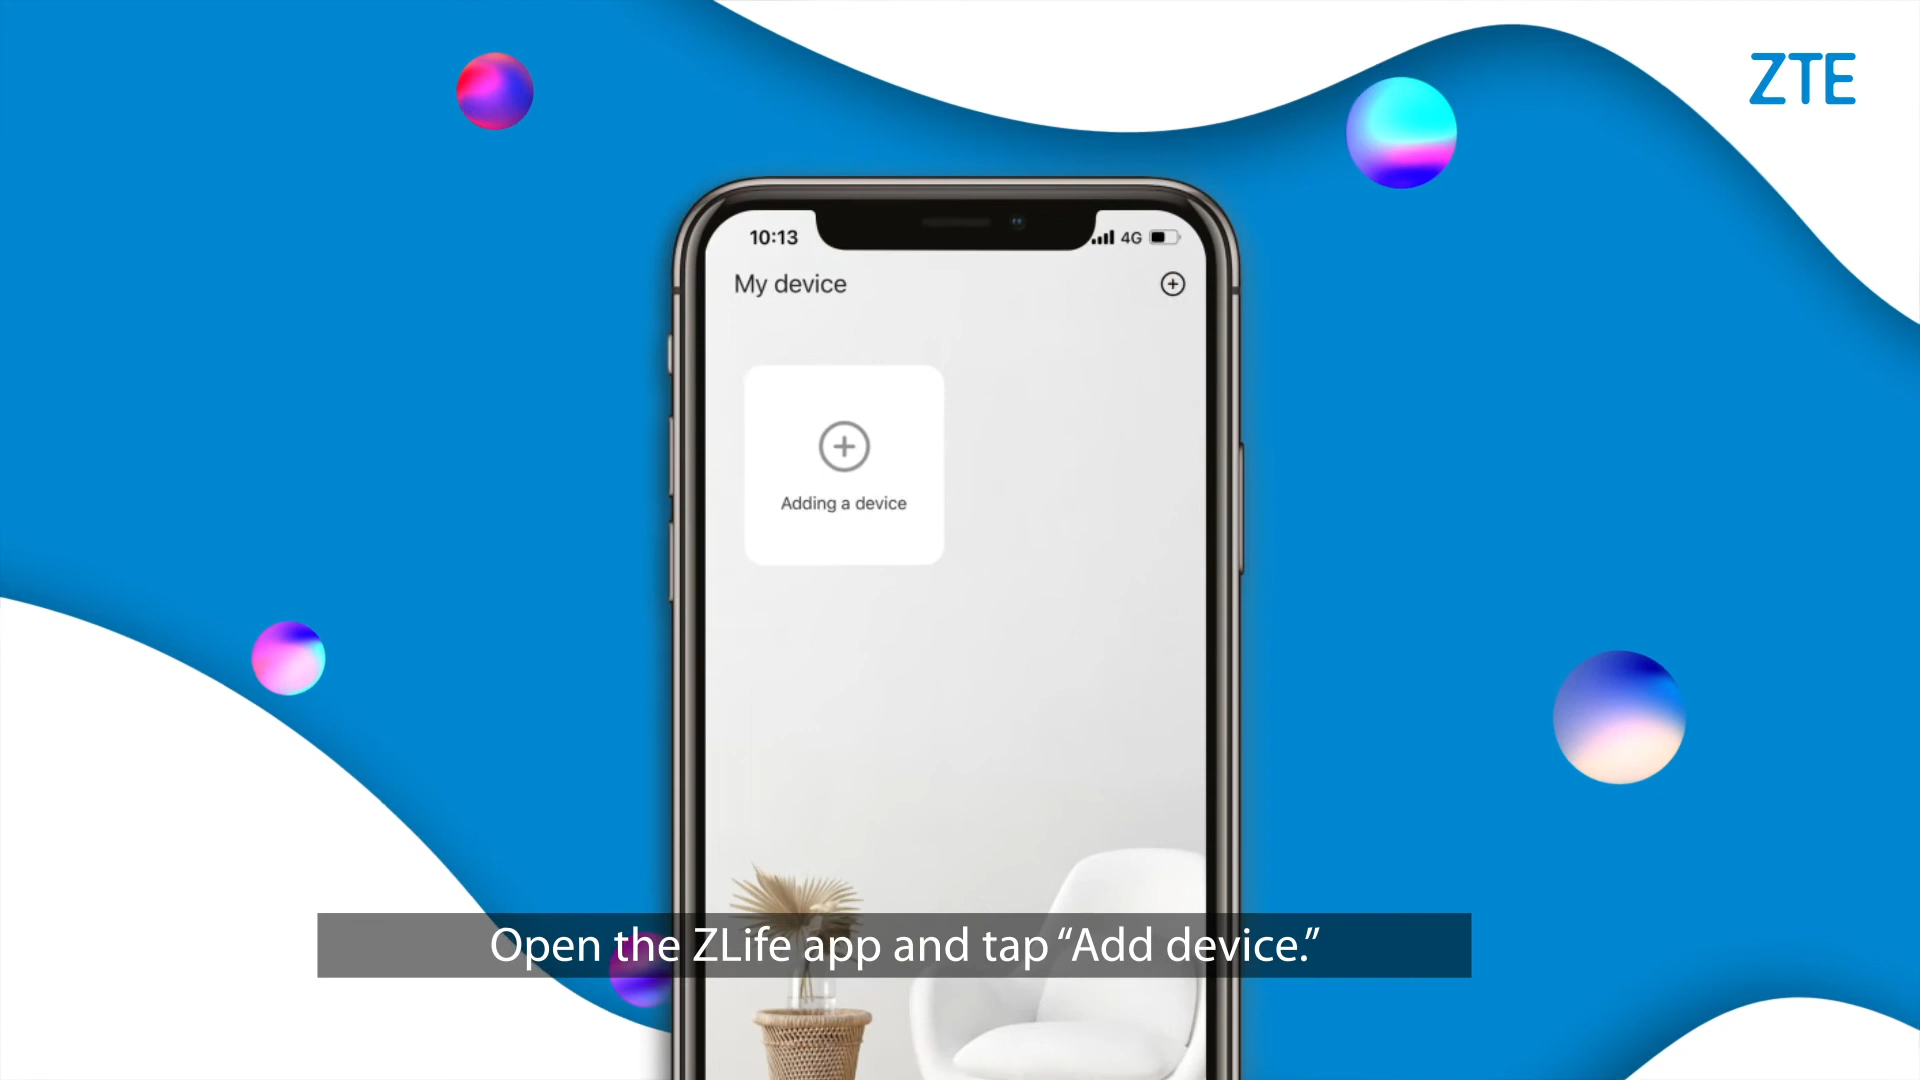 ZTE
10:13
4G
My device
Adding a device
Open the ZLife app and tap “Add device.”